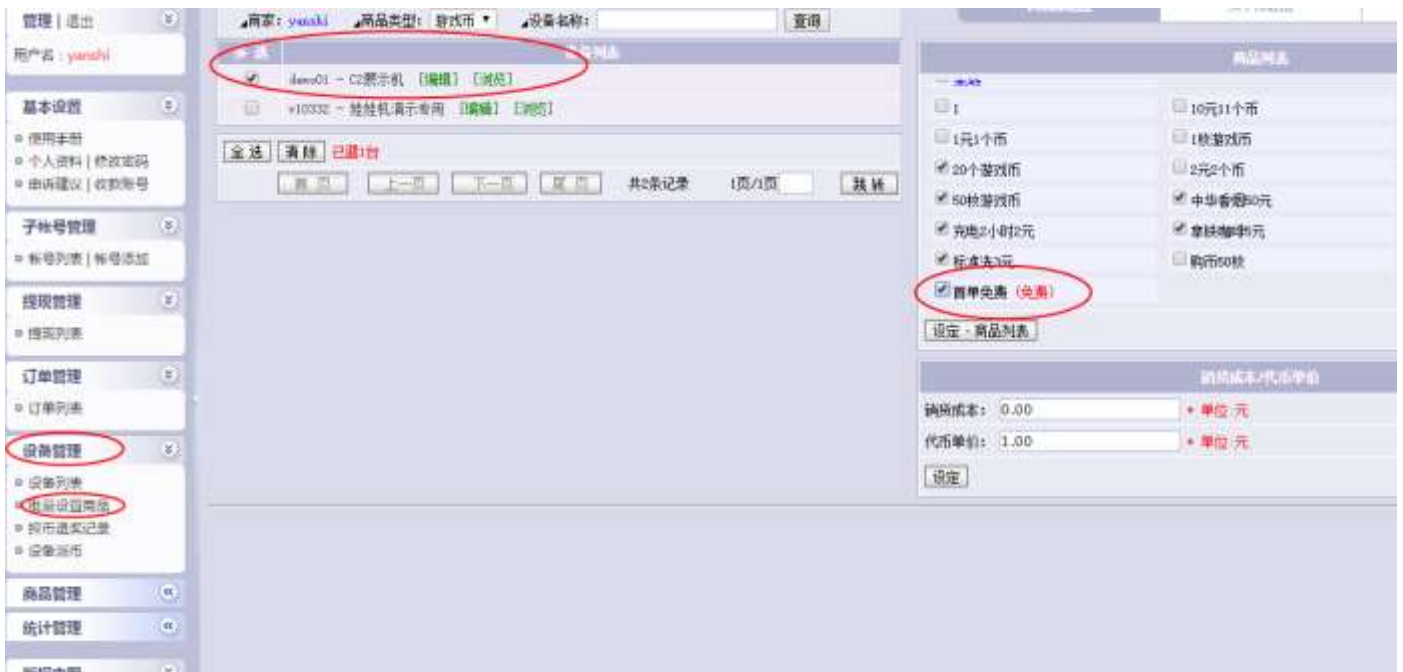 管理 | 退出
用户名：yanshi
基本设置
使用手册
个人资料 | 修改密码
申诉建议 | 收款账号
子帐号管理
帐号列表 | 帐号添加
提现管理
提现列表
订单管理
订单列表
设备管理
设备列表
批量设置商品
投币退奖记录
设备派币
商品管理
统计管理
商家：yanshi 商品类型：游戏币 设备名称： 查询
demo01 - C2展示机 [编辑] [浏览]
v10332 - 娃娃机演示专用 [编辑] [浏览]
全选 清除 已选1台
首页 上一页 下一页 尾页 共2条记录 1页/1页 跳转
商品列表
1 10元11个币
1元1个币 1枚游戏币
20个游戏币 2元2个币
50枚游戏币 中华香烟50元
充电2小时2元 拿铁咖啡5元
标准洗3元 购币50枚
首单免费 (免费)
设定 - 商品列表
销货成本/代币单价
销货成本： 0.00 * 单位:元
代币单价： 1.00 * 单位:元
设定